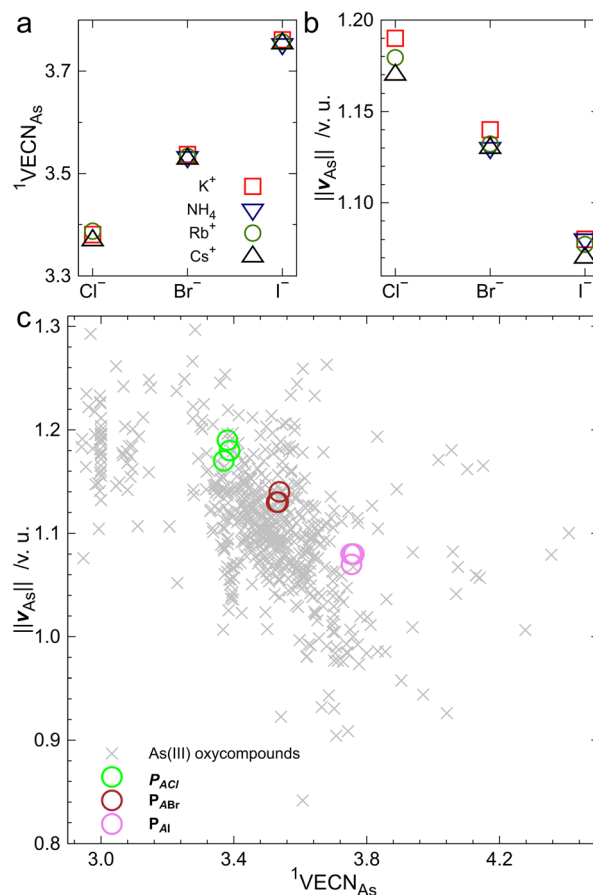 a
3.7
3.5
3.3
¹VECN_As
K⁺
NH₄
Rb⁺
Cs⁺
Cl⁻
Br⁻
I⁻
b
1.20
1.15
1.10
||v_As|| /v. u.
Cl⁻
Br⁻
I⁻
c
1.3
1.2
1.1
1.0
0.9
0.8
||v_As|| /v. u.
As(III) oxycompounds
P_ACl
P_ABr
P_AI
3.0
3.4
3.8
4.2
¹VECN_As